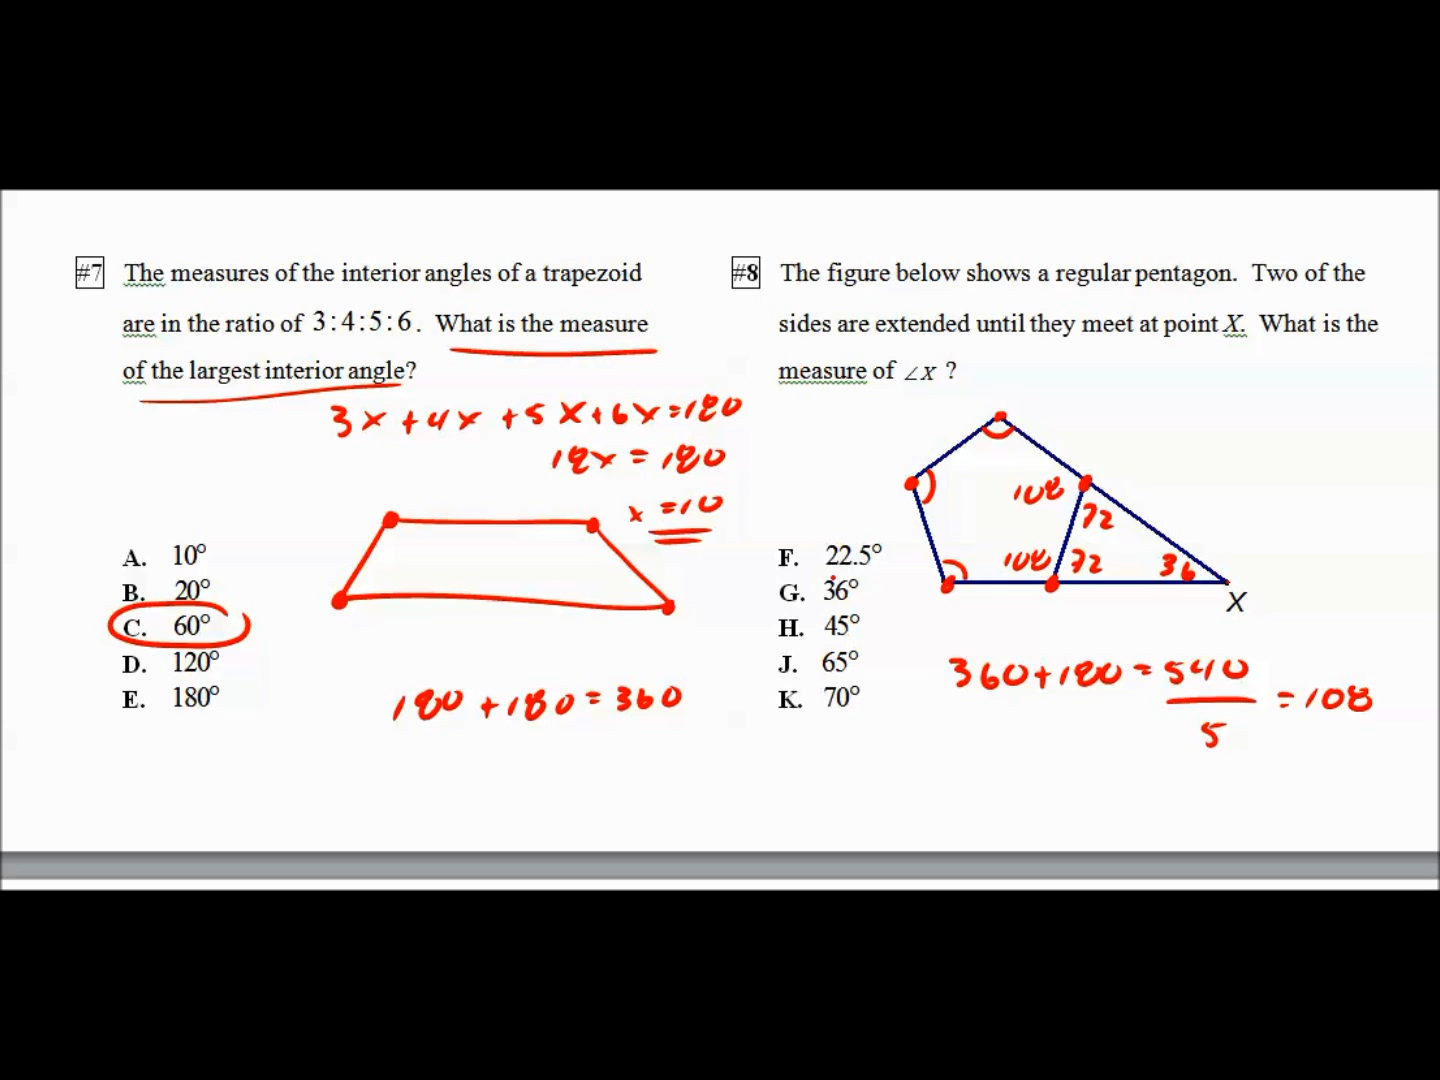 #7 The measures of the interior angles of a trapezoid
are in the ratio of 3:4:5:6. What is the measure
of the largest interior angle?
3x+4x+5x+6x=180
18x=180
x=10
A. 10°
B. 20°
C. 60°
D. 120°
E. 180°
180+180=360
#8 The figure below shows a regular pentagon. Two of the
sides are extended until they meet at point X. What is the
measure of ∠X ?
108
72
108 72 36
X
F. 22.5°
G. 36°
H. 45°
J. 65°
K. 70°
360+180=540
=108
5